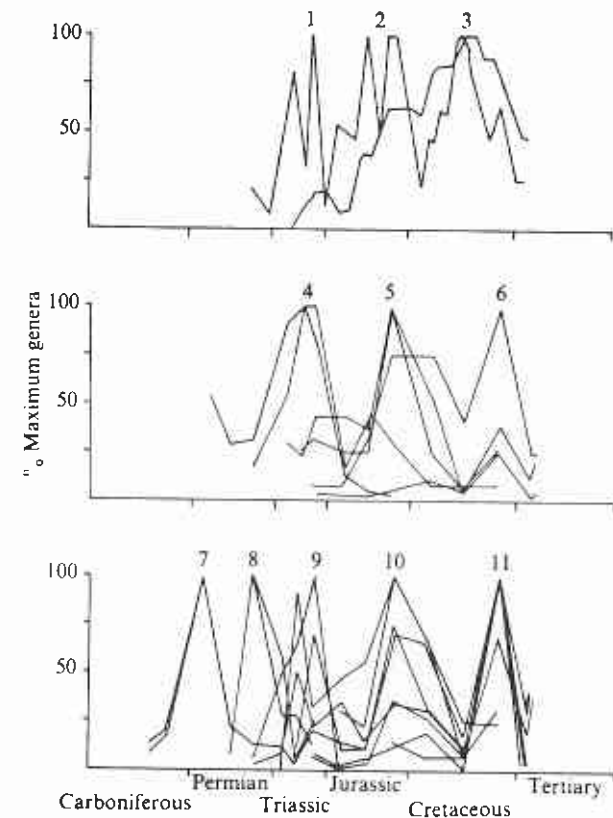 1 2 3
100
50
4 5 6
100
50
"o Maximum genera
7 8 9 10 11
100
50
Permian Jurassic Tertiary
Carboniferous Triassic Cretaceous